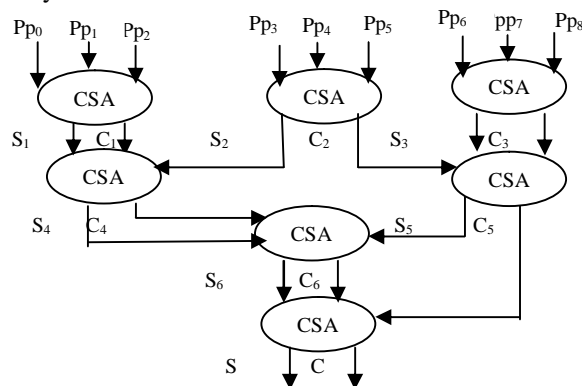 Pp0 Pp1 Pp2 Pp3 Pp4 Pp5 Pp6 pp7 Pp8
CSA CSA CSA
S1 C1 S2 C2 S3 C3
CSA CSA
S4 C4 CSA S5 C5
S6 C6
CSA
S C